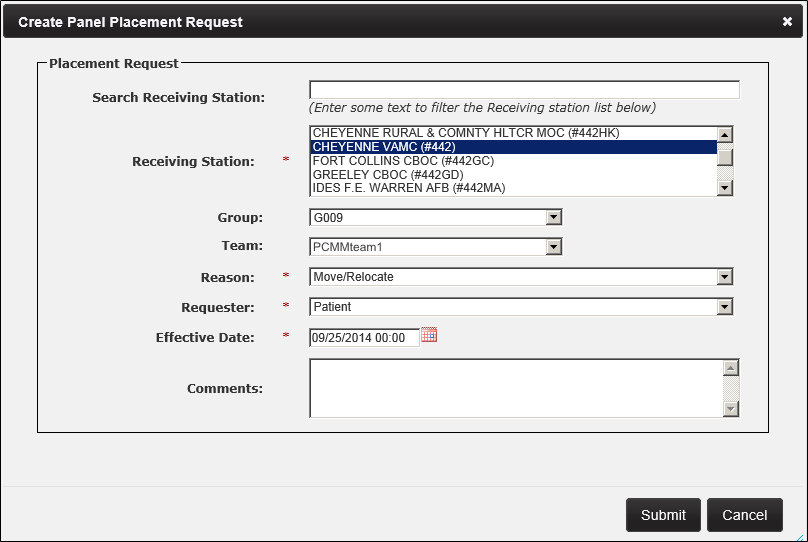 Create Panel Placement Request
Placement Request
Search Receiving Station:
(Enter some text to filter the Receiving station list below)
Receiving Station: *
CHEYENNE RURAL & COMNTY HLTCR MOC (#442HK)
CHEYENNE VAMC (#442)
FORT COLLINS CBOC (#442GC)
GREELEY CBOC (#442GD)
IDES F.E. WARREN AFB (#442MA)
Group: G009
Team: PCMMteam1
Reason: * Move/Relocate
Requester: * Patient
Effective Date: * 09/25/2014 00:00
Comments:
Submit Cancel